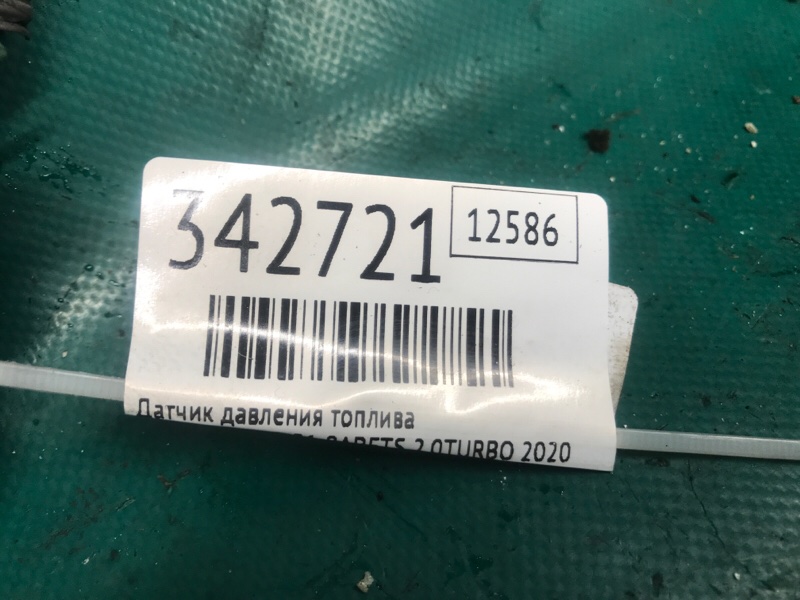 342721 12586
Датчик давления топлива
2.0TURBO 2020